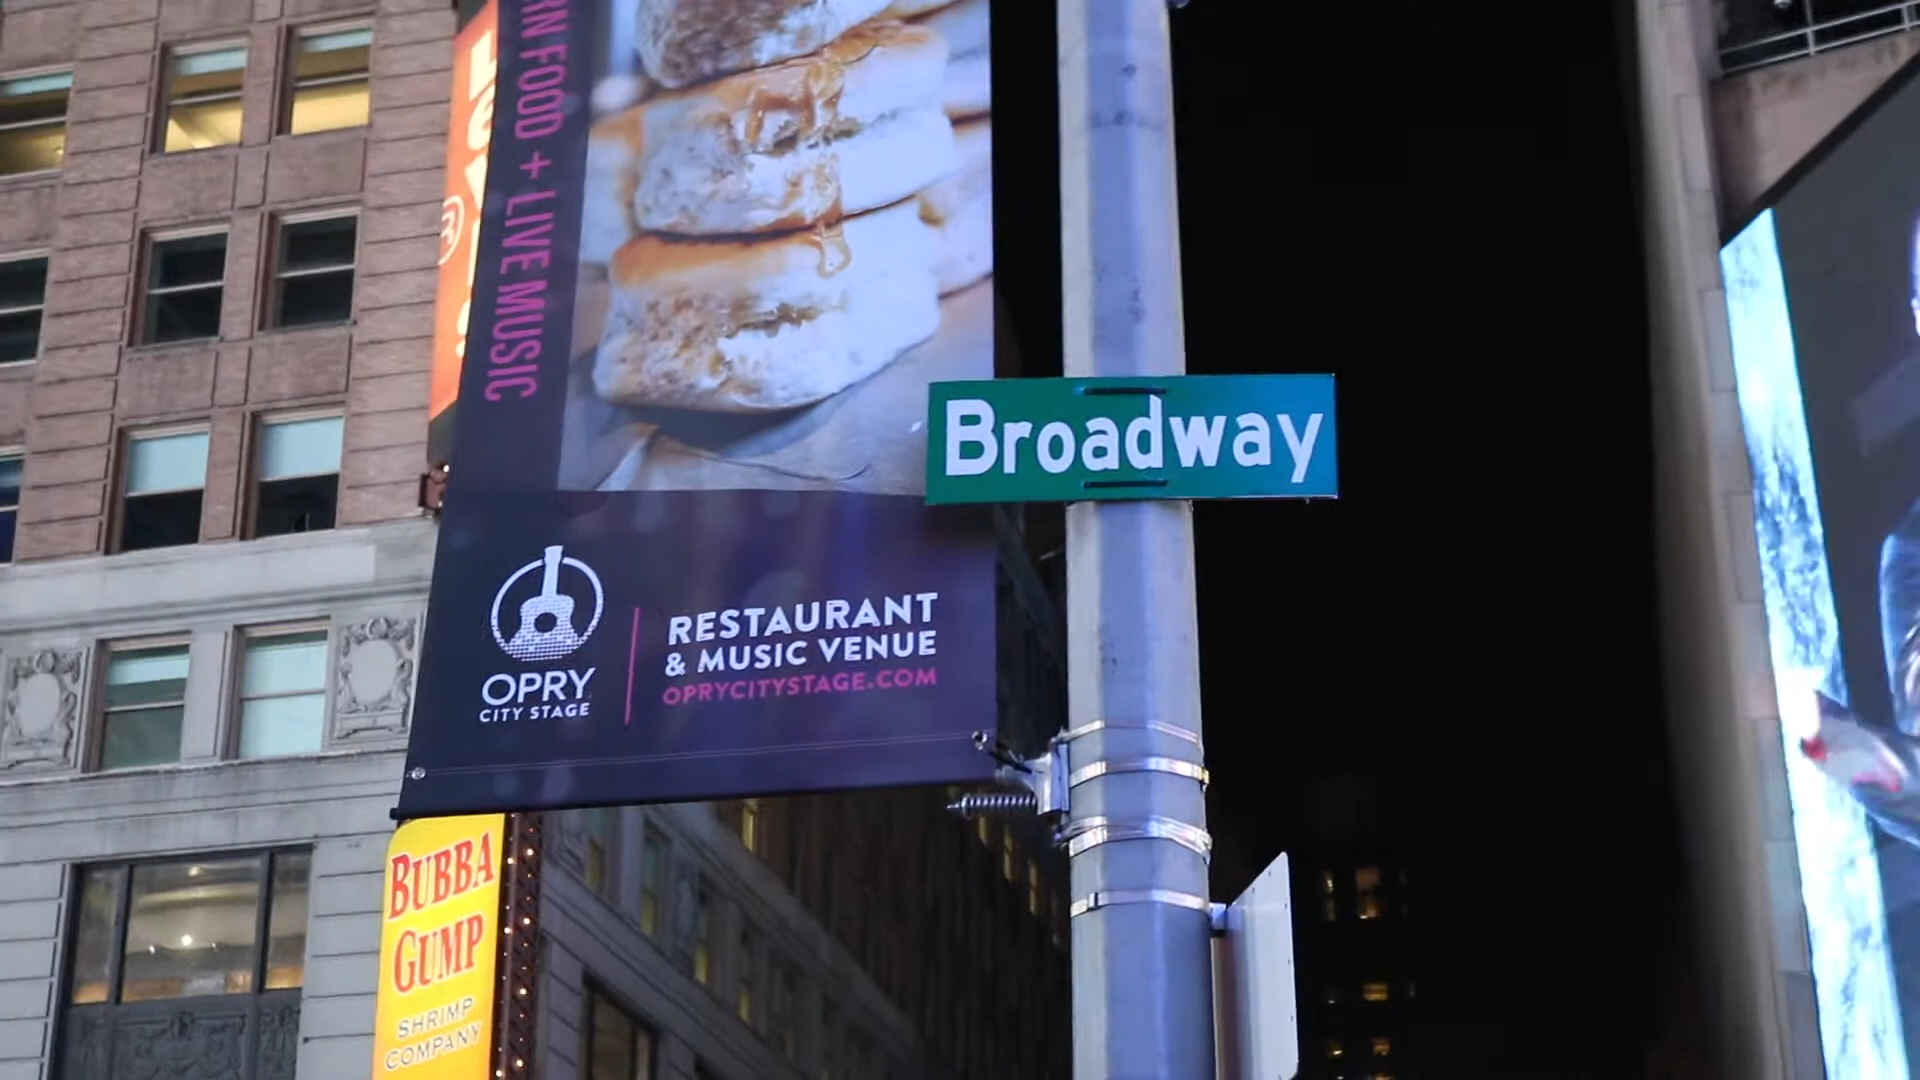 FOOD + LIVE MUSIC
Broadway
OPRY
CITY STAGE
RESTAURANT
& MUSIC VENUE
OPRYCITYSTAGE.COM
BUBBA
GUMP
SHRIMP
COMPANY